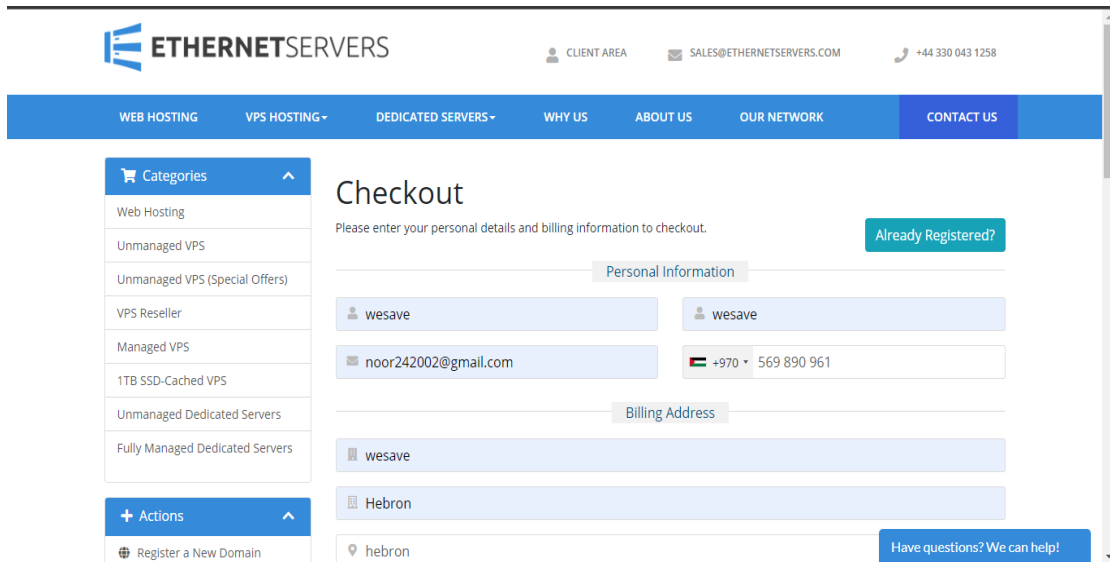 ETHERNETSERVERS
CLIENT AREA
SALES@ETHERNETSERVERS.COM
+44 330 043 1258
WEB HOSTING
VPS HOSTING
DEDICATED SERVERS
WHY US
ABOUT US
OUR NETWORK
CONTACT US
Categories
Web Hosting
Unmanaged VPS
Unmanaged VPS (Special Offers)
VPS Reseller
Managed VPS
1TB SSD-Cached VPS
Unmanaged Dedicated Servers
Fully Managed Dedicated Servers
Actions
Register a New Domain
Checkout
Please enter your personal details and billing information to checkout.
Already Registered?
Personal Information
wesave
wesave
noor242002@gmail.com
+970 569 890 961
Billing Address
wesave
Hebron
hebron
Have questions? We can help!